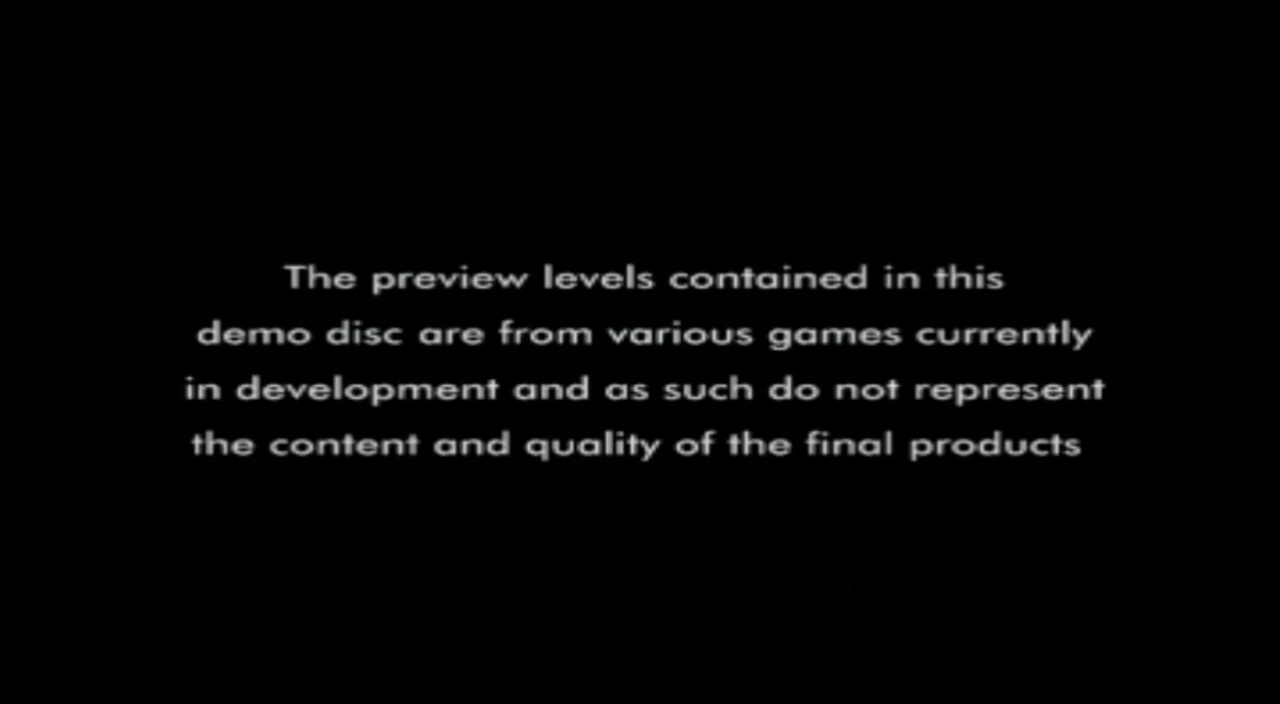 The preview levels contained in this
demo disc are from various games currently
in development and as such do not represent
the content and quality of the final products